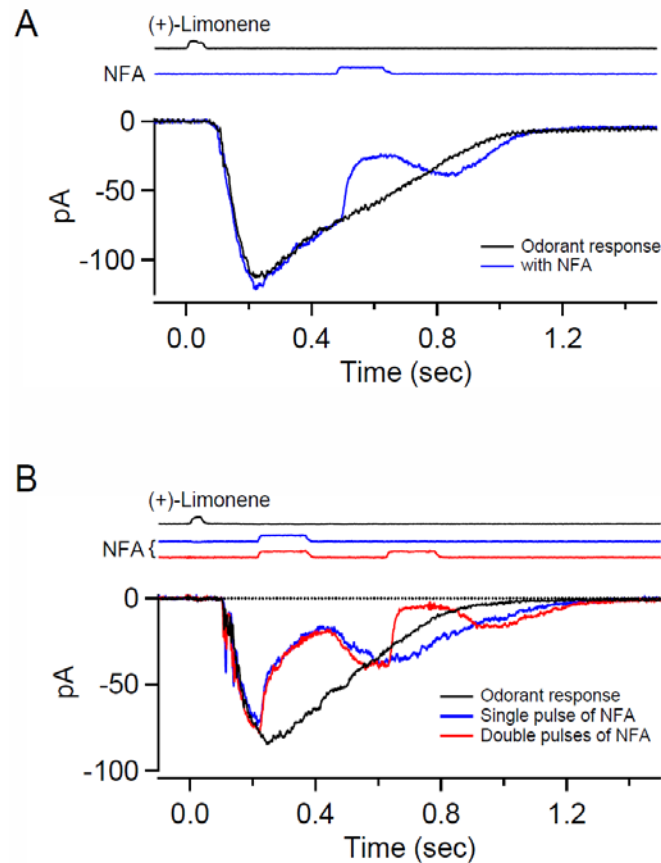 A
(+)-Limonene
NFA
0
-50
-100
pA
Odorant response
with NFA
0.0 0.4 0.8 1.2
Time (sec)
B
(+)-Limonene
NFA {
0
-50
-100
pA
Odorant response
Single pulse of NFA
Double pulses of NFA
0.0 0.4 0.8 1.2
Time (sec)